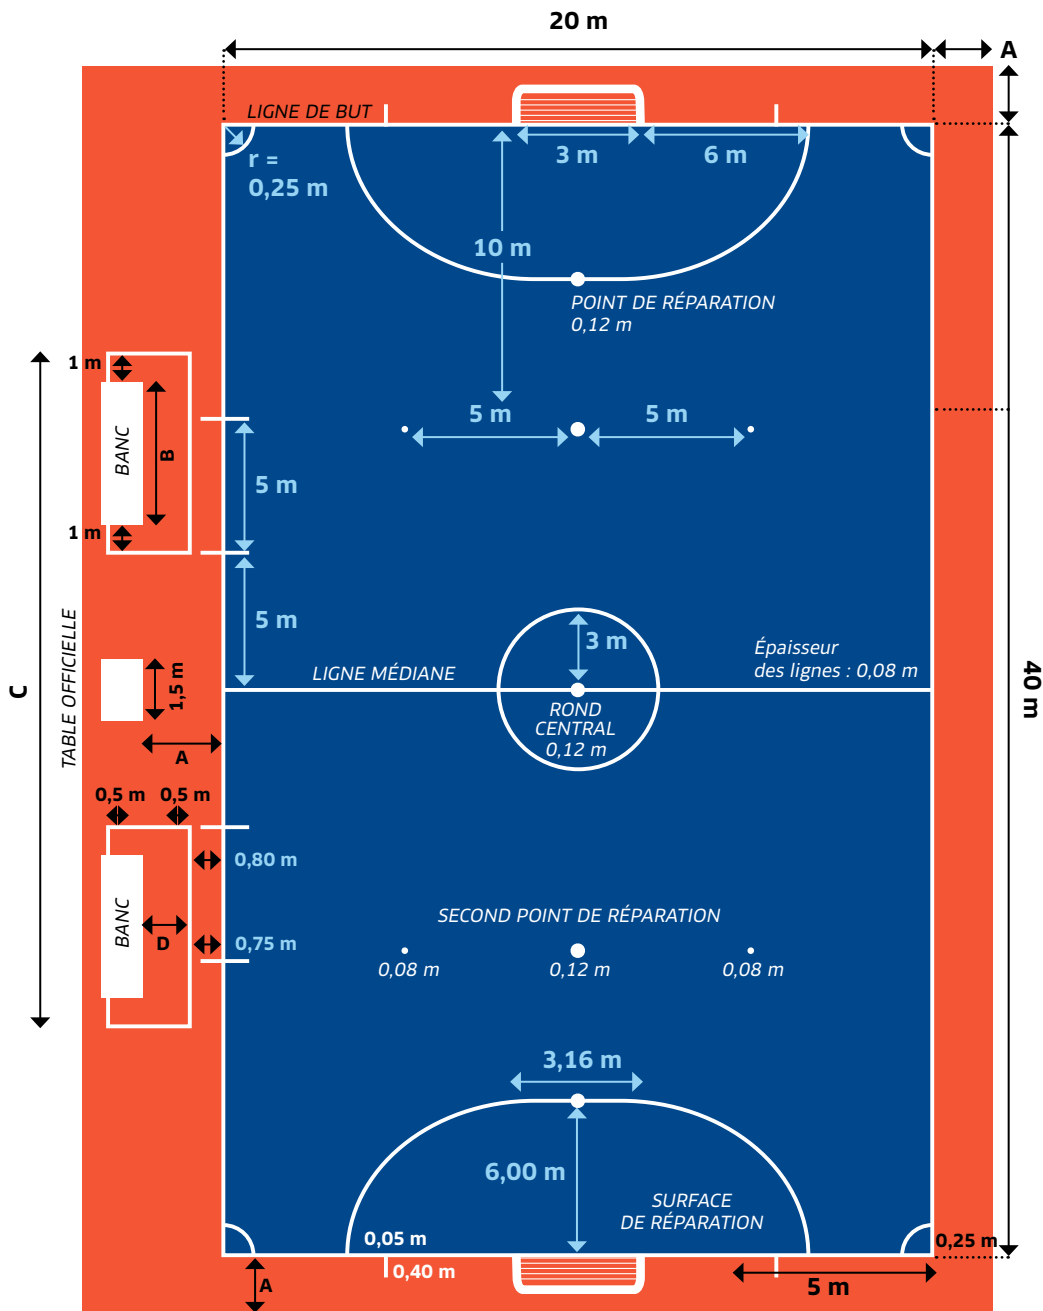 20 m
A
LIGNE DE BUT
r =
0,25 m
3 m
6 m
10 m
POINT DE RÉPARATION
0,12 m
1 m
BANC
B
5 m
5 m
5 m
1 m
5 m
3 m
Épaisseur
des lignes : 0,08 m
LIGNE MÉDIANE
C
TABLE OFFICIELLE
1,5 m
40 m
ROND
CENTRAL
0,12 m
A
0,5 m
0,5 m
0,80 m
BANC
D
0,75 m
SECOND POINT DE RÉPARATION
0,08 m
0,12 m
0,08 m
3,16 m
6,00 m
SURFACE
DE RÉPARATION
0,05 m
0,25 m
0,40 m
A
5 m